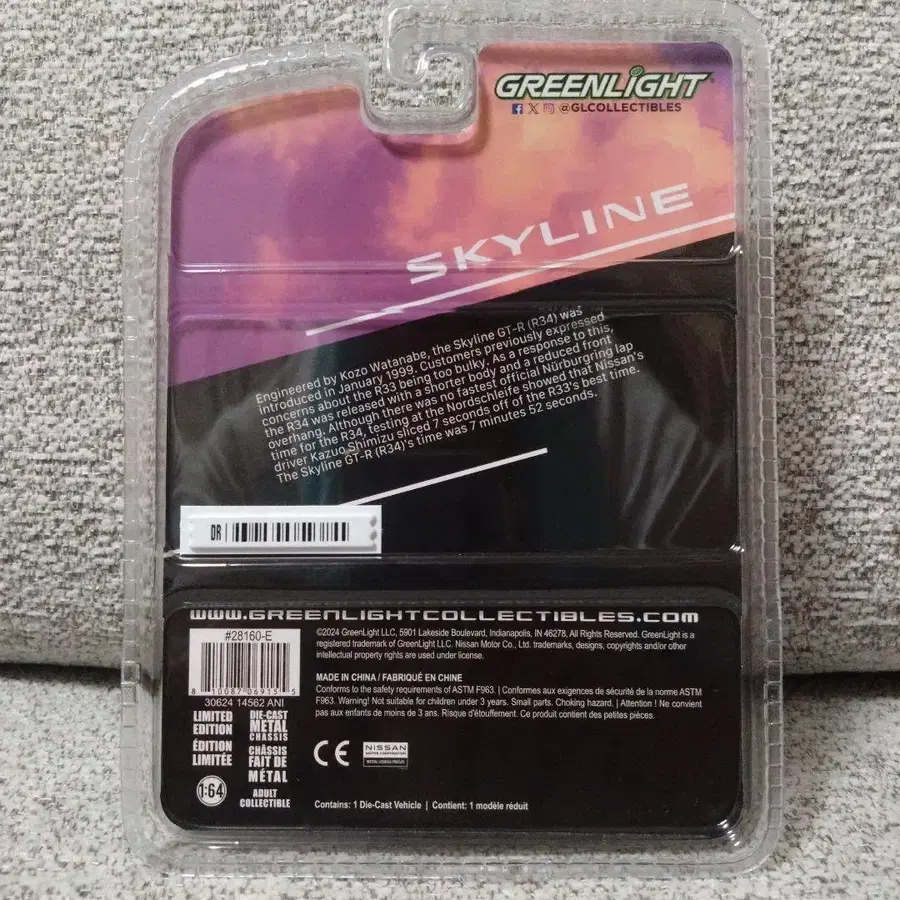 GREENLIGHT
@GLCOLLECTIBLES
SKYLINE
Engineered by Kozo Watanabe, the Skyline GT-R (R34) was
introduced in January 1999. Customers previously expressed
concerns about the R33 being too bulky. As a response to this,
the R34 was released with a shorter body and a reduced front
overhang. Although there was no fastest official Nürburgring lap
time for the R34, testing at the Nordschleife showed that Nissan's
driver Kazuo Shimizu sliced 7 seconds off of the R33's best time.
The Skyline GT-R (R34)'s time was 7 minutes 52 seconds.
DR
WWW.GREENLIGHTCOLLECTIBLES.COM
#28160-E
8 10087 06915 5
30624 14562 ANI
LIMITED
EDITION
ÉDITION
LIMITÉE
1:64
DIE-CAST
METAL
CHASSIS
CHÂSSIS
FAIT DE
MÉTAL
ADULT
COLLECTIBLE
©2024 GreenLight LLC, 5901 Lakeside Boulevard, Indianapolis, IN 46278, All Rights Reserved. GreenLight is a
registered trademark of GreenLight LLC. Nissan Motor Co., Ltd. trademarks, designs, copyrights and/or other
intellectual property rights are used under license.
MADE IN CHINA / FABRIQUÉ EN CHINE
Conforms to the safety requirements of ASTM F963. | Conformes aux exigences de sécurité de la norme ASTM
F963. Warning! Not suitable for children under 3 years. Small parts. Choking hazard. | Attention ! Ne convient
pas aux enfants de moins de 3 ans. Risque d'étouffement. Ce produit contient des petites pièces.
CE
NISSAN
Contains: 1 Die-Cast Vehicle | Contient: 1 modèle réduit